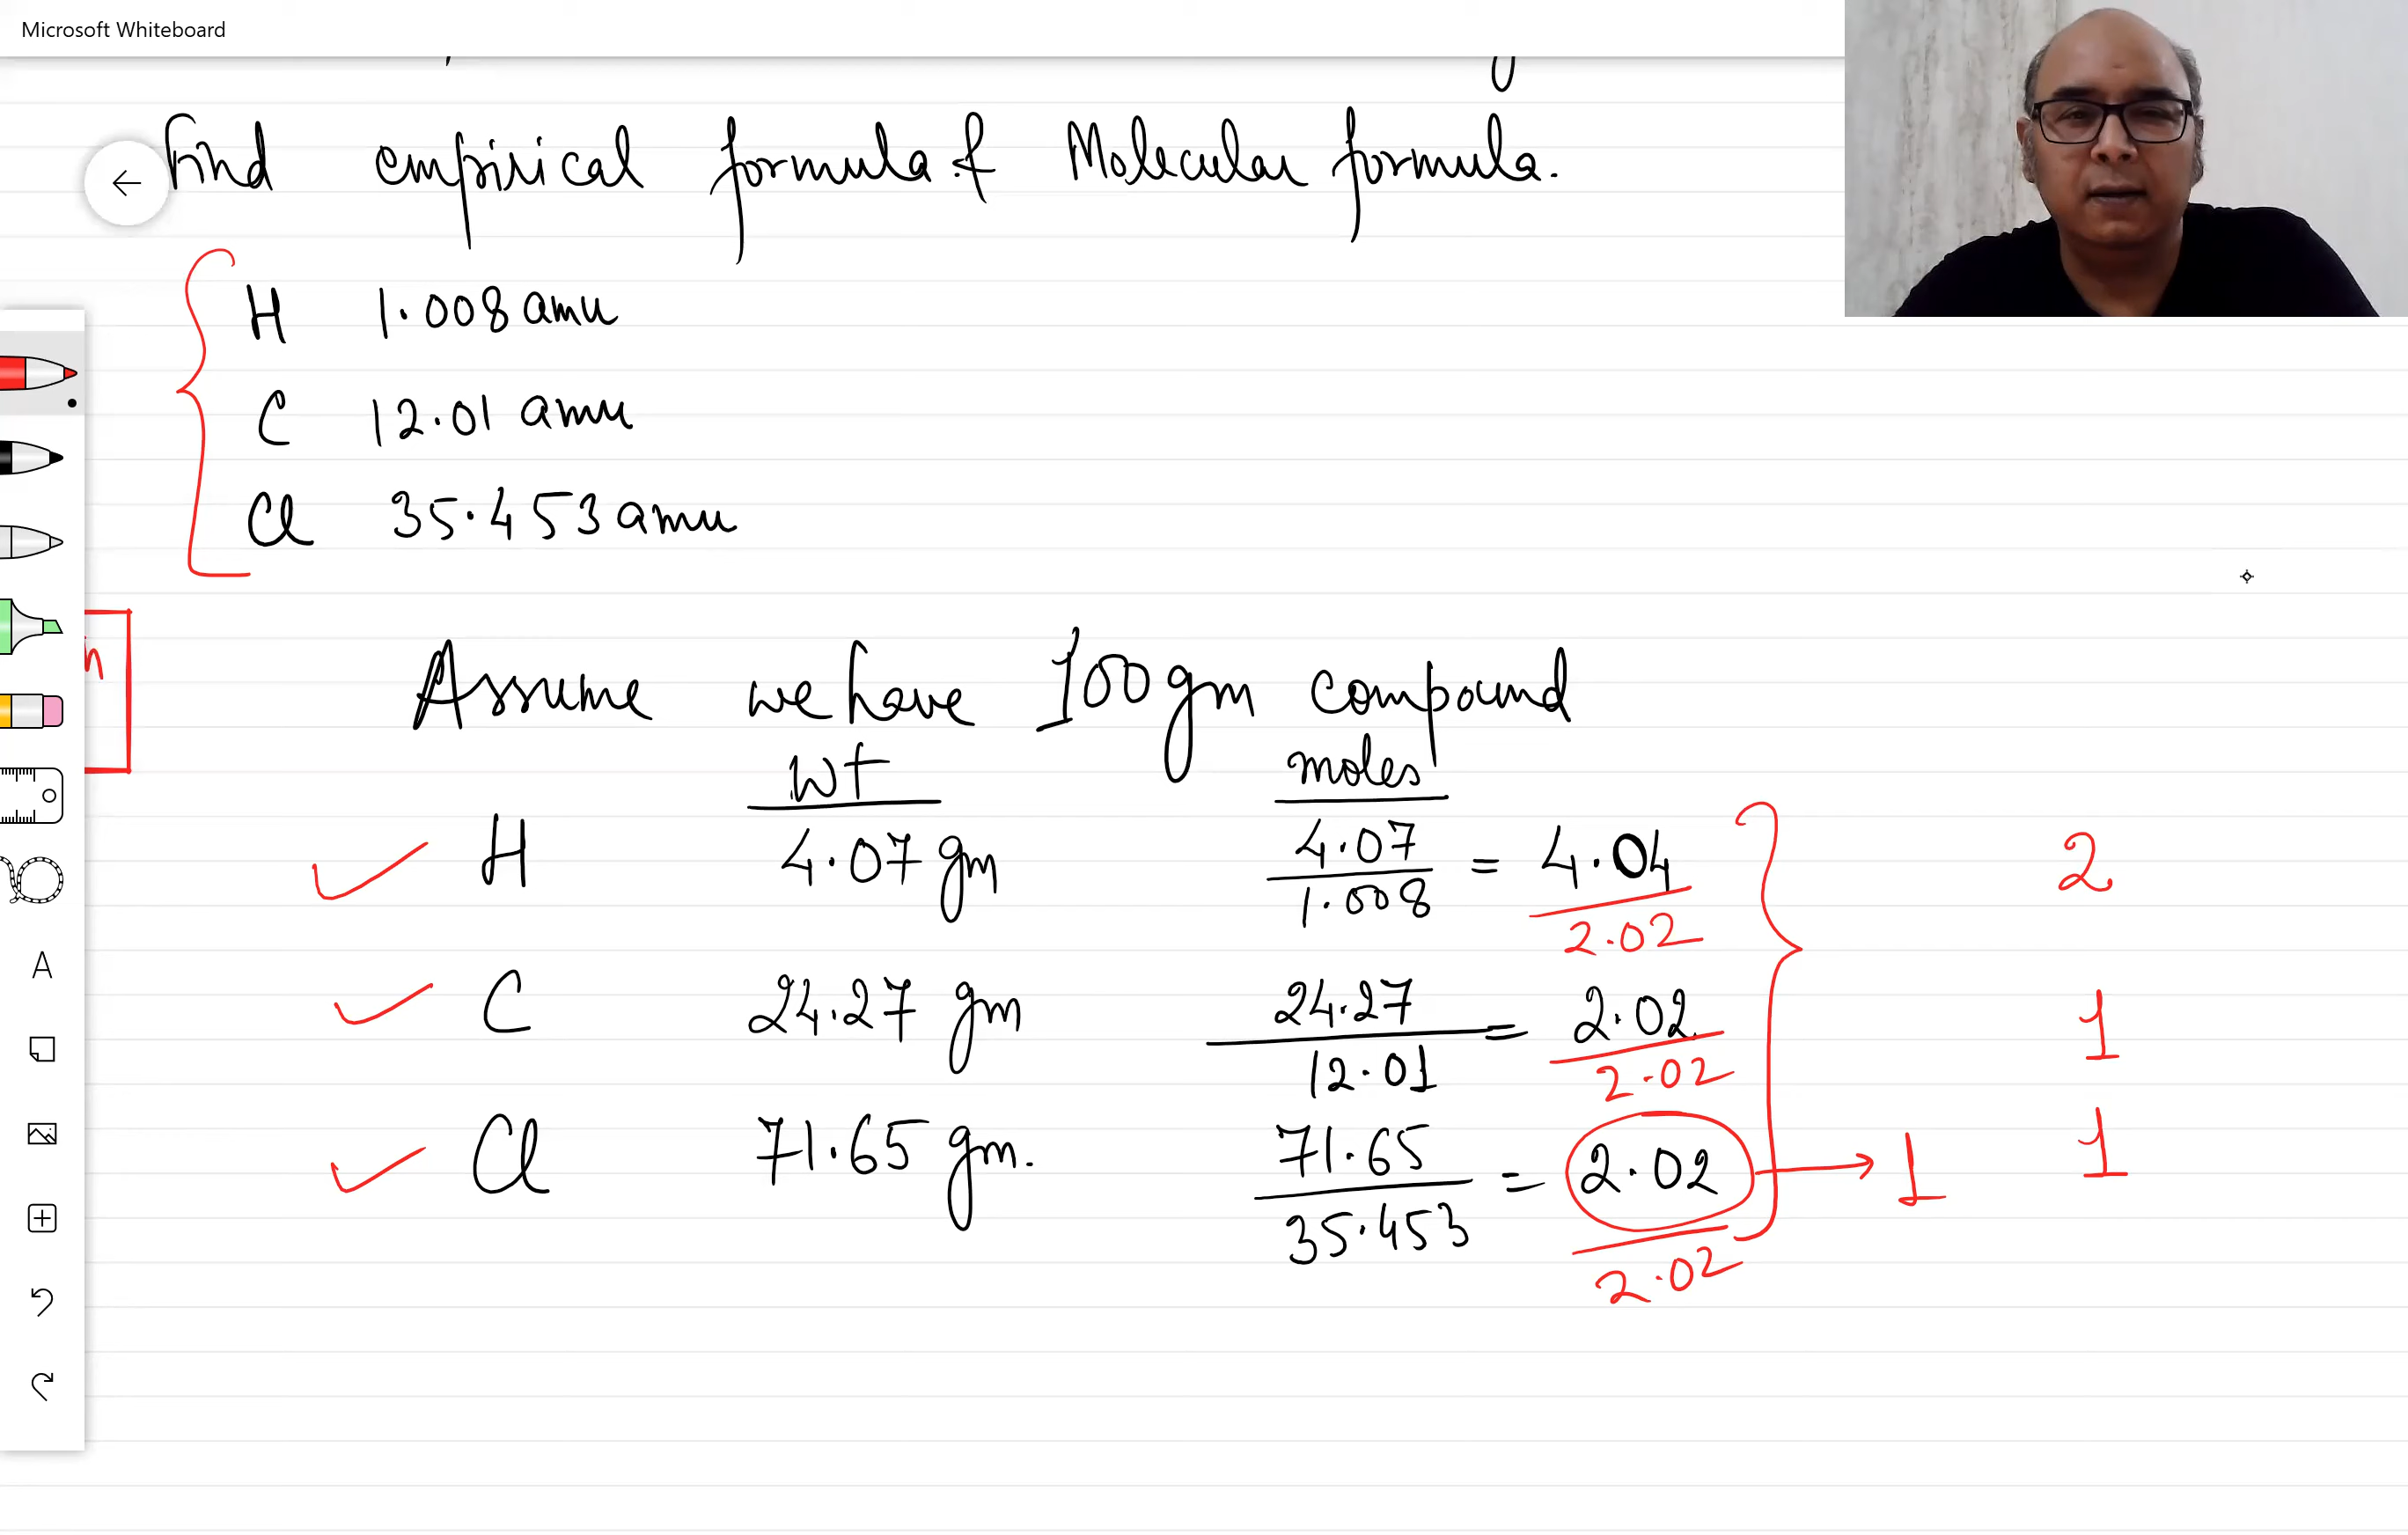 Microsoft Whiteboard
Find empirical formula & Molecular formula.
H 1.008 amu
C 12.01 amu
Cl 35.453 amu
Assume we have 100 gm compound
Wt moles
H 4.07 gm 4.07/1.008 = 4.04/2.02 2
C 24.27 gm 24.27/12.01 = 2.02/2.02 1
Cl 71.65 gm. 71.65/35.453 = 2.02/2.02 → 1 1
A